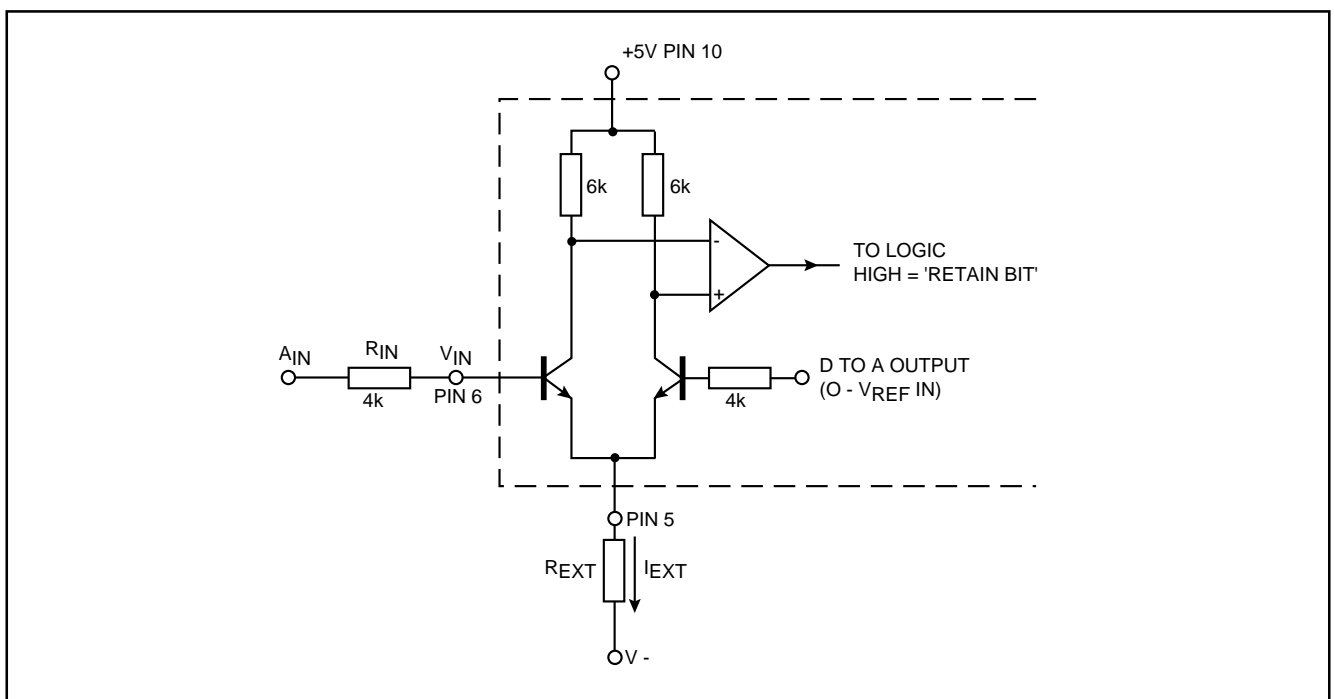 +5V PIN 10
6k
6k
-
+
TO LOGIC
HIGH = 'RETAIN BIT'
AIN
RIN
VIN
4k
PIN 6
D TO A OUTPUT
(O - VREF IN)
4k
PIN 5
REXT
IEXT
V -